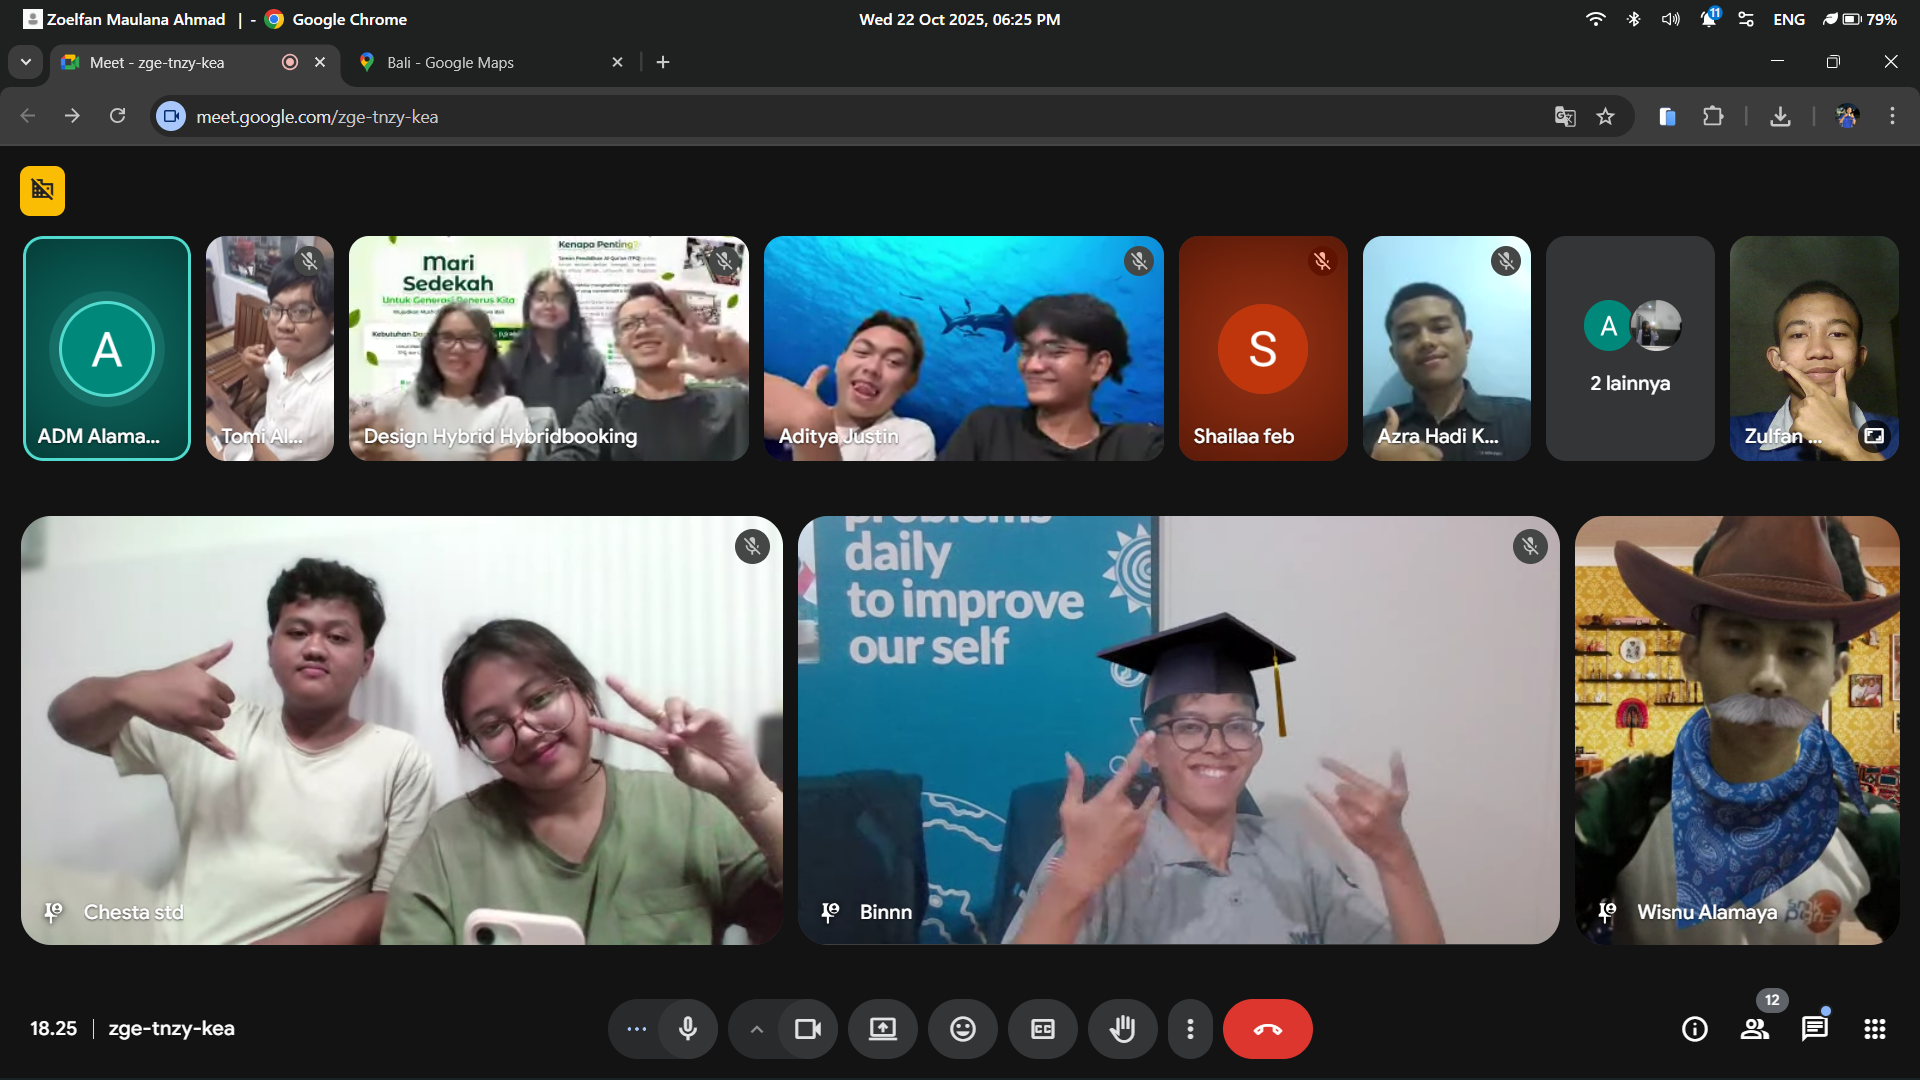 Zoelfan Maulana Ahmad | - Google Chrome
Wed 22 Oct 2025, 06:25 PM
11
ENG
79%
Meet - zge-tnzy-kea
Bali - Google Maps
meet.google.com/zge-tnzy-kea
A
ADM Alama...
Tomi Al...
Mari
Sedekah
Untuk Generasi Penerus Kita
Kenapa Penting?
Design Hybrid Hybridbooking
Aditya Justin
S
Shailaa feb
Azra Hadi K...
A
2 lainnya
Zulfan ...
Chesta std
problems
daily
to improve
our self
Binnn
Wisnu Alamaya
18.25
zge-tnzy-kea
CC
12